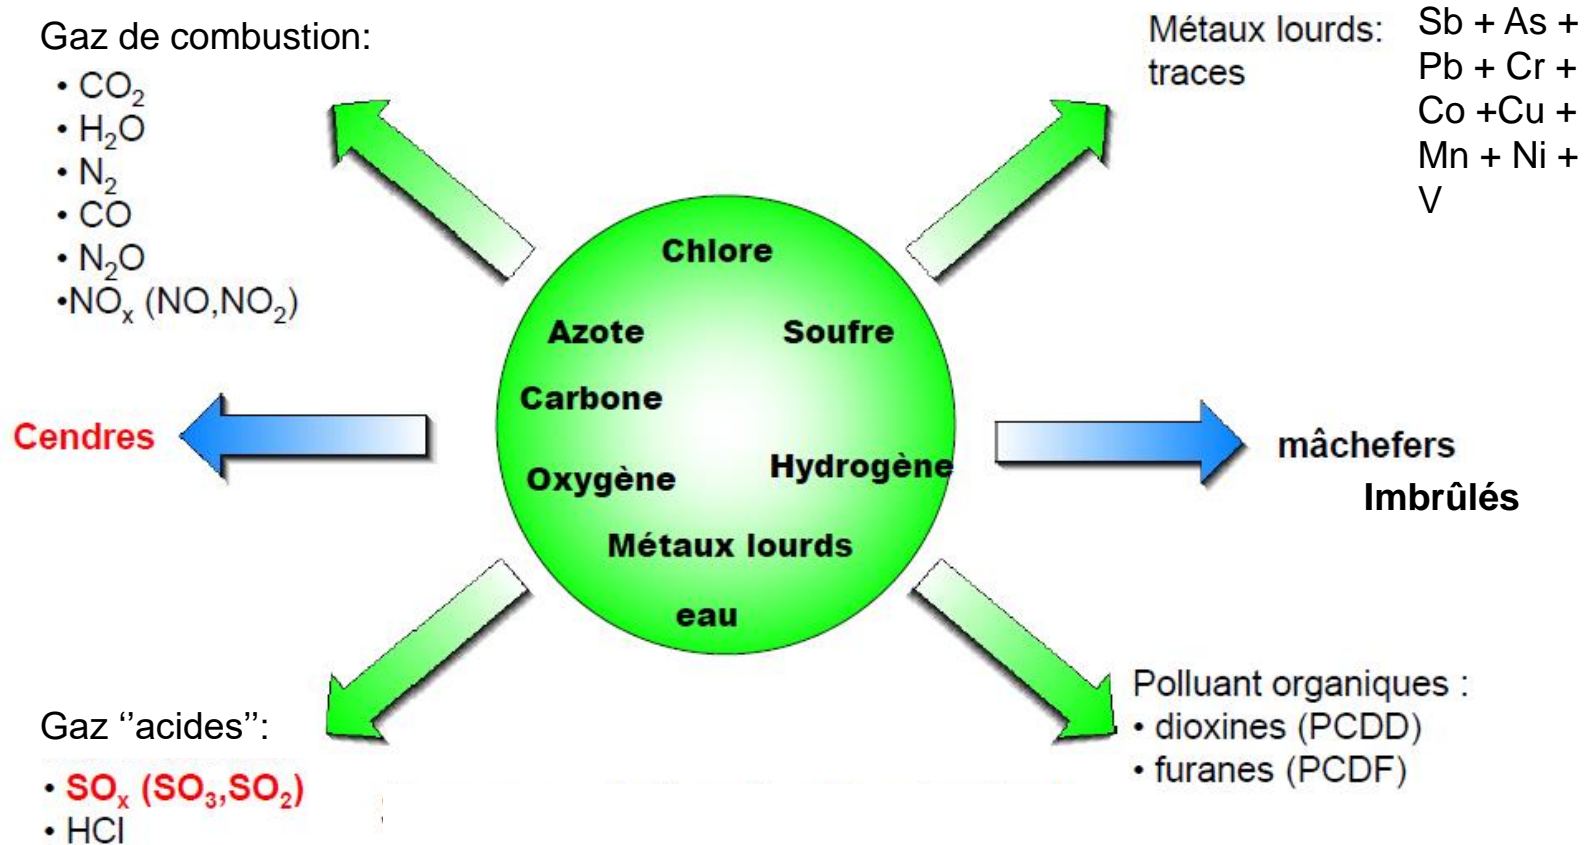 Gaz de combustion:
• CO₂
• H₂O
• N₂
• CO
• N₂O
•NOₓ (NO,NO₂)
Métaux lourds:
traces
Sb + As +
Pb + Cr +
Co +Cu +
Mn + Ni +
V
Chlore
Azote
Soufre
Carbone
Hydrogène
Oxygène
Métaux lourds
eau
Cendres
mâchefers
Imbrûlés
Gaz ‘’acides’’:
• SOₓ (SO₃,SO₂)
• HCl
Polluant organiques :
• dioxines (PCDD)
• furanes (PCDF)